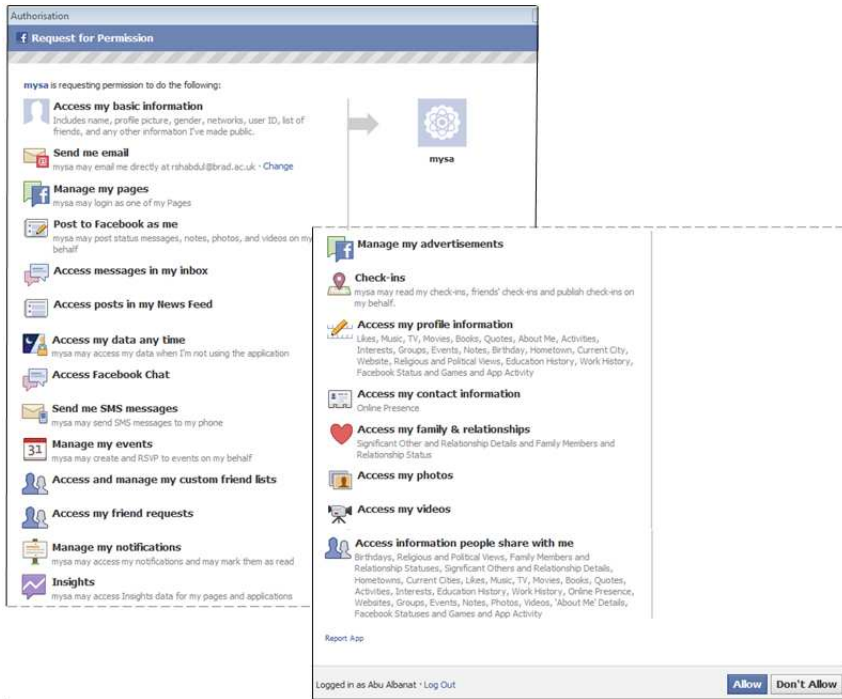 Authorisation
Request for Permission
mysa is requesting permission to do the following:
Access my basic information
Includes name, profile picture, gender, networks, user ID, list of
friends, and any other information I've made public.
mysa
Send me email
mysa may email me directly at rshabdul@brad.ac.uk · Change
Manage my pages
mysa may login as one of my Pages
Post to Facebook as me
mysa may post status messages, notes, photos, and videos on my
behalf
Access messages in my inbox
Access posts in my News Feed
Access my data any time
mysa may access my data when I'm not using the application
Access Facebook Chat
Send me SMS messages
mysa may send SMS messages to my phone
Manage my events
mysa may create and RSVP to events on my behalf
Access and manage my custom friend lists
Access my friend requests
Manage my notifications
mysa may access my notifications and may mark them as read
Insights
mysa may access Insights data for my pages and applications
Manage my advertisements
Check-ins
mysa may read my check-ins, friends' check-ins and publish check-ins on
my behalf.
Access my profile information
Likes, Music, TV, Movies, Books, Quotes, About Me, Activities,
Interests, Groups, Events, Notes, Birthday, Hometown, Current City,
Website, Religious and Political Views, Education History, Work History,
Facebook Status and Games and App Activity
Access my contact information
Online Presence
Access my family & relationships
Significant Other and Relationship Details and Family Members and
Relationship Status
Access my photos
Access my videos
Access information people share with me
Birthdays, Religious and Political Views, Family Members and
Relationship Statuses, Significant Others and Relationship Details,
Hometowns, Current Cities, Likes, Music, TV, Movies, Books, Quotes,
Activities, Interests, Education History, Work History, Online Presence,
Websites, Groups, Events, Notes, Photos, Videos, 'About Me' Details,
Facebook Statuses and Games and App Activity
Report App
Logged in as Abu Albanat · Log Out
Allow
Don't Allow